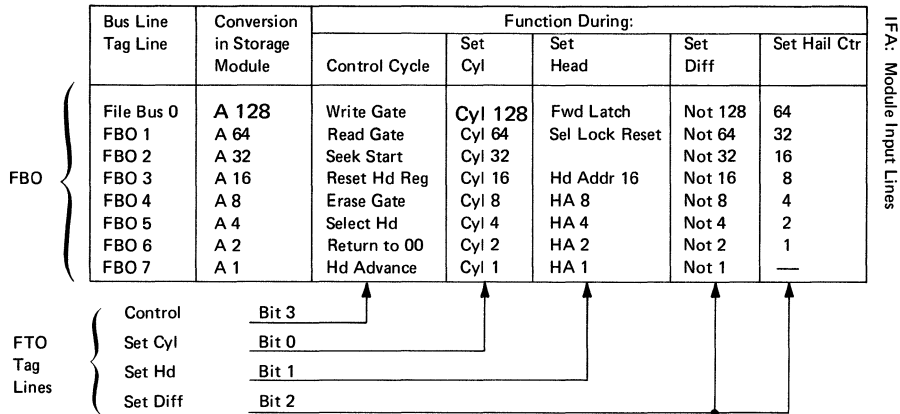 Bus Line Tag Line | Conversion in Storage Module | Function During:
Control Cycle | Set Cyl | Set Head | Set Diff | Set Hail Ctr
File Bus 0 | A 128 | Write Gate | Cyl 128 | Fwd Latch | Not 128 | 64
FBO 1 | A 64 | Read Gate | Cyl 64 | Sel Lock Reset | Not 64 | 32
FBO 2 | A 32 | Seek Start | Cyl 32 | | Not 32 | 16
FBO 3 | A 16 | Reset Hd Reg | Cyl 16 | Hd Addr 16 | Not 16 | 8
FBO 4 | A 8 | Erase Gate | Cyl 8 | HA 8 | Not 8 | 4
FBO 5 | A 4 | Select Hd | Cyl 4 | HA 4 | Not 4 | 2
FBO 6 | A 2 | Return to 00 | Cyl 2 | HA 2 | Not 2 | 1
FBO 7 | A 1 | Hd Advance | Cyl 1 | HA 1 | Not 1 | —
FBO
Control Bit 3
Set Cyl Bit 0
Set Hd Bit 1
Set Diff Bit 2
FTO
Tag
Lines
IFA: Module Input Lines